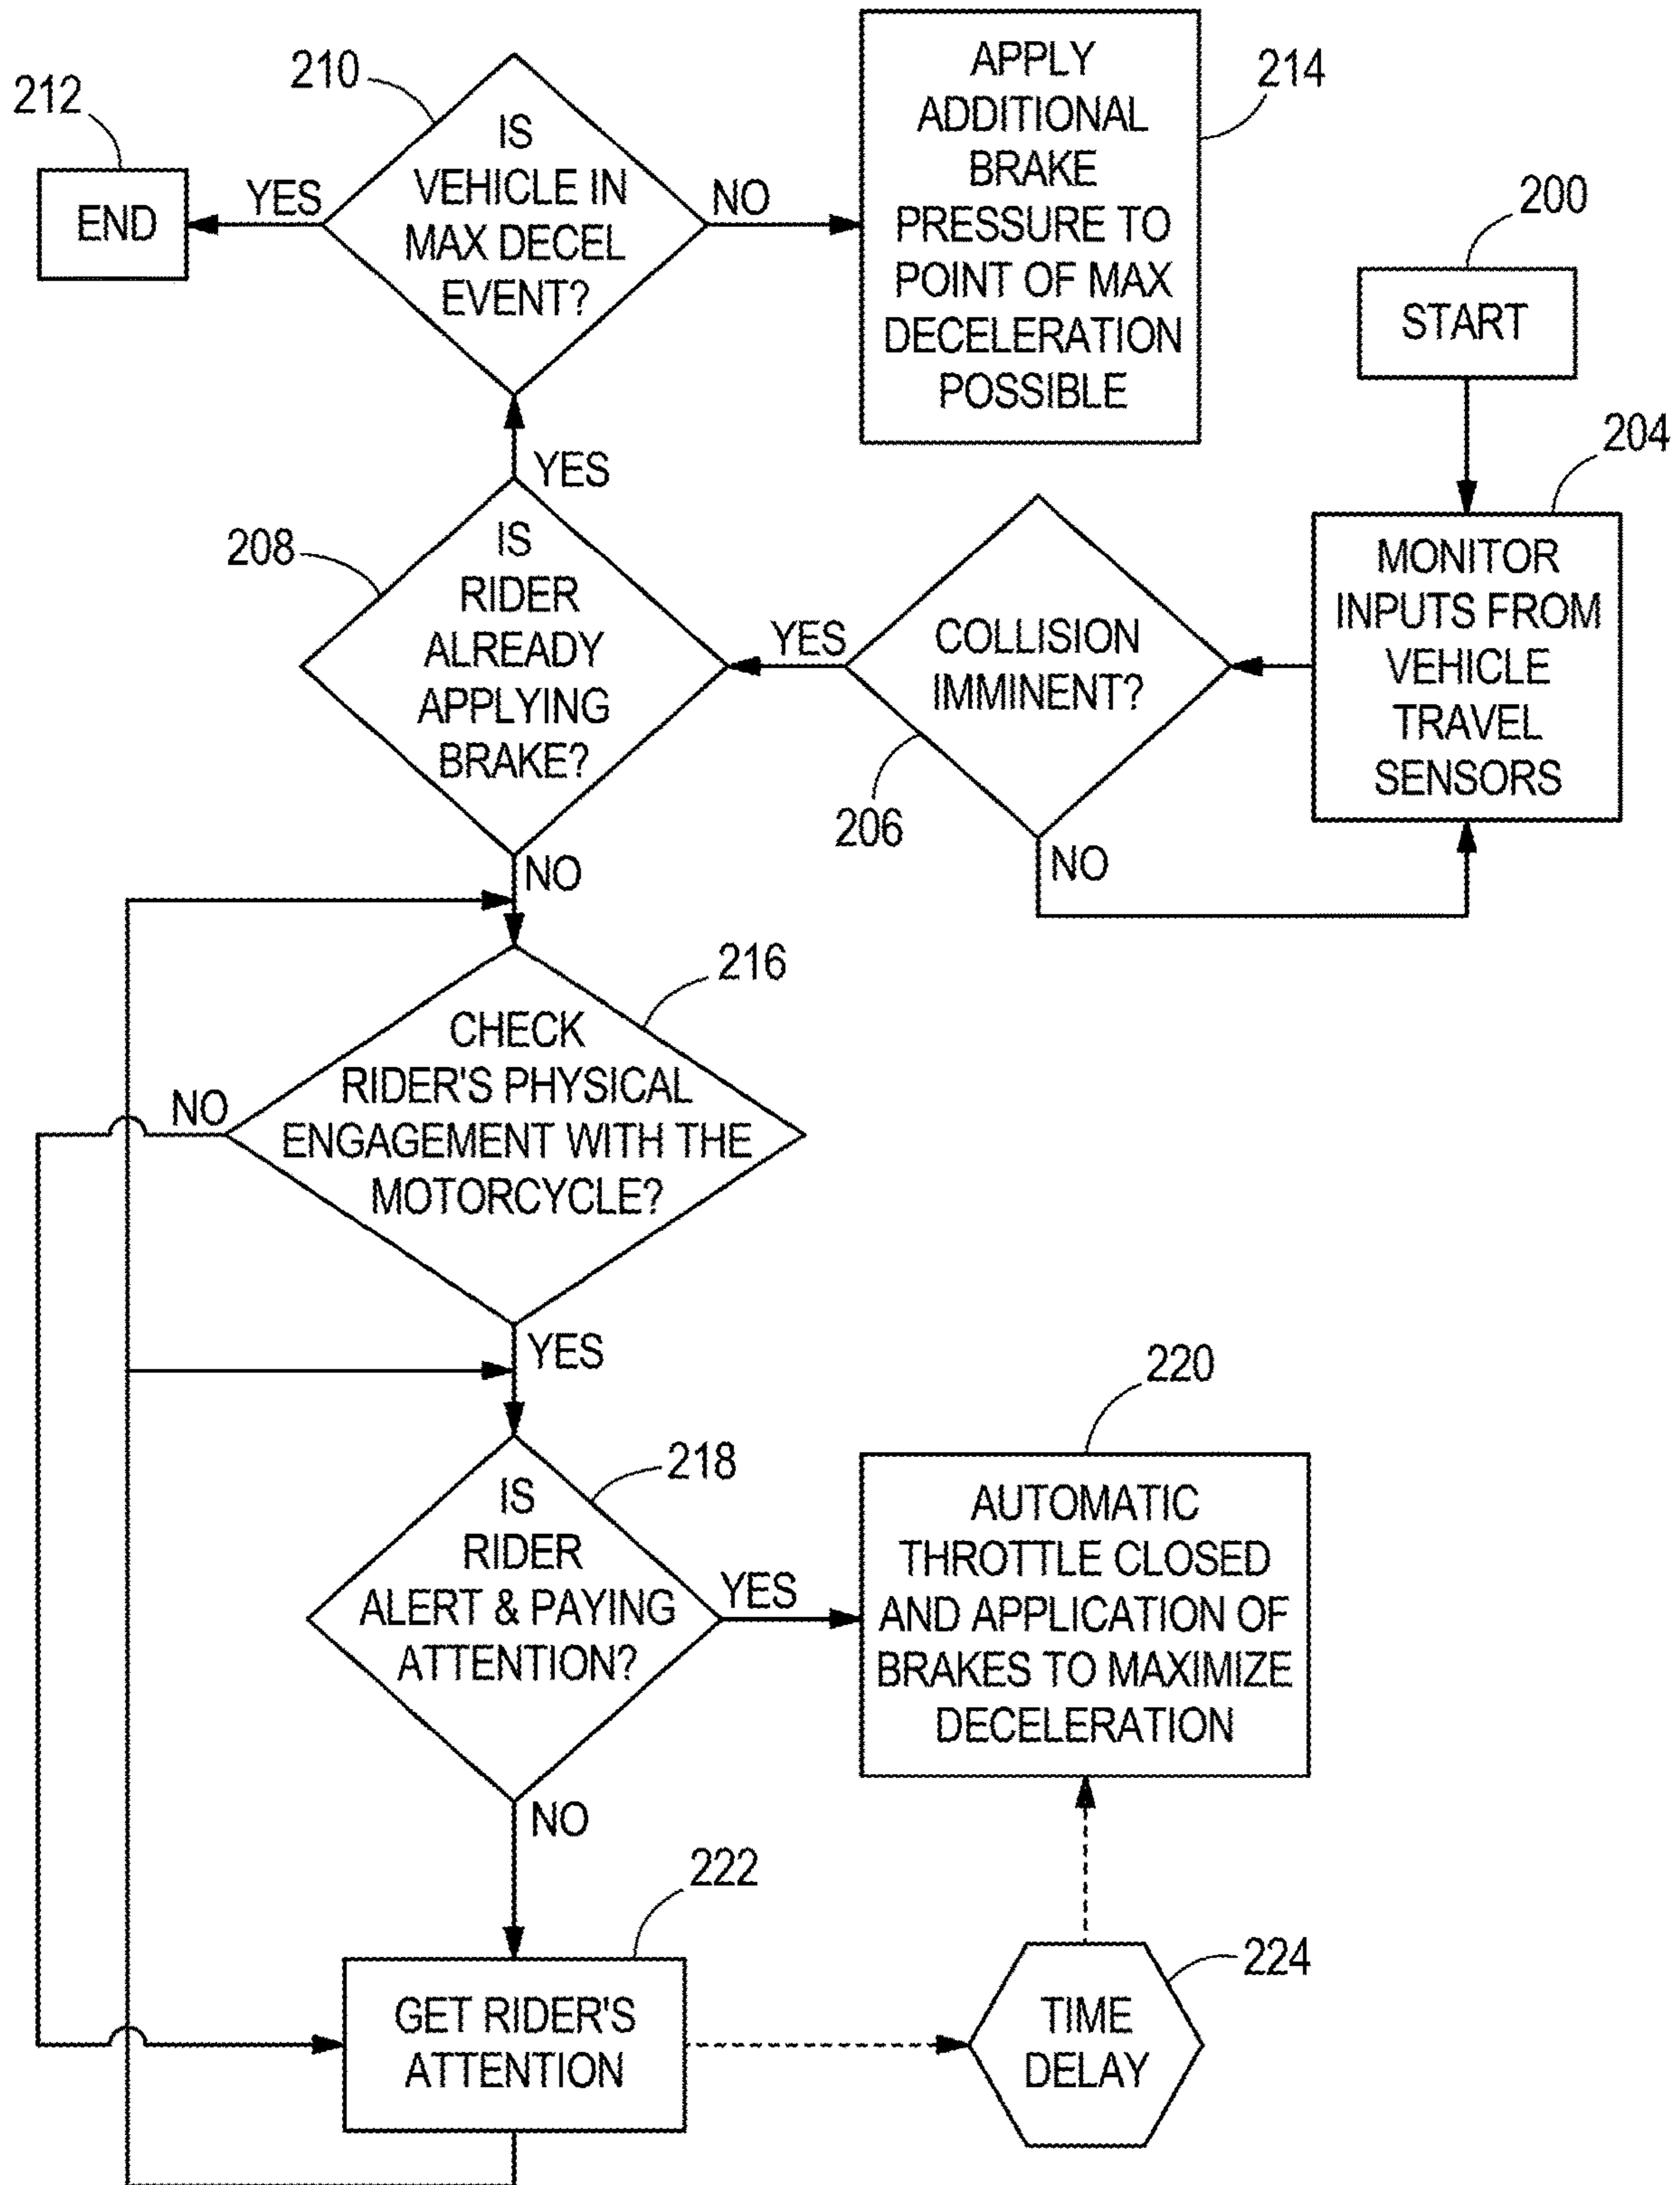 210
212
IS
VEHICLE IN
MAX DECEL
EVENT?
YES
END
NO
APPLY
ADDITIONAL
BRAKE
PRESSURE TO
POINT OF MAX
DECELERATION
POSSIBLE
214
200
START
204
MONITOR
INPUTS FROM
VEHICLE
TRAVEL
SENSORS
YES
208
IS
RIDER
ALREADY
APPLYING
BRAKE?
YES
COLLISION
IMMINENT?
206
NO
NO
216
CHECK
RIDER'S PHYSICAL
ENGAGEMENT WITH THE
MOTORCYCLE?
NO
YES
218
IS
RIDER
ALERT & PAYING
ATTENTION?
YES
220
AUTOMATIC
THROTTLE CLOSED
AND APPLICATION OF
BRAKES TO MAXIMIZE
DECELERATION
NO
222
GET RIDER'S
ATTENTION
224
TIME
DELAY